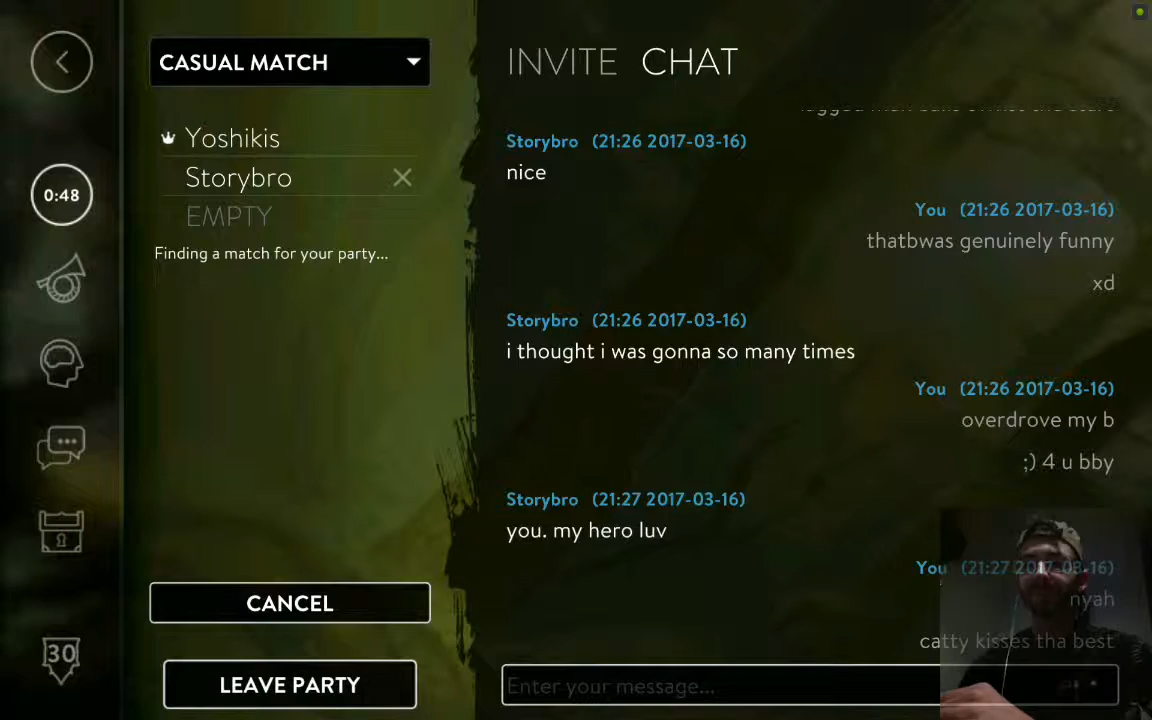 CASUAL MATCH
INVITE CHAT
0:48
Yoshikis
Storybro
EMPTY
Finding a match for your party...
30
CANCEL
LEAVE PARTY
Storybro (21:26 2017-03-16)
nice
You (21:26 2017-03-16)
thatbwas genuinely funny
xd
Storybro (21:26 2017-03-16)
i thought i was gonna so many times
You (21:26 2017-03-16)
overdrove my b
;) 4 u bby
Storybro (21:27 2017-03-16)
you. my hero luv
You (21:27 2017-03-16)
nyah
catty kisses tha best
Enter your message...